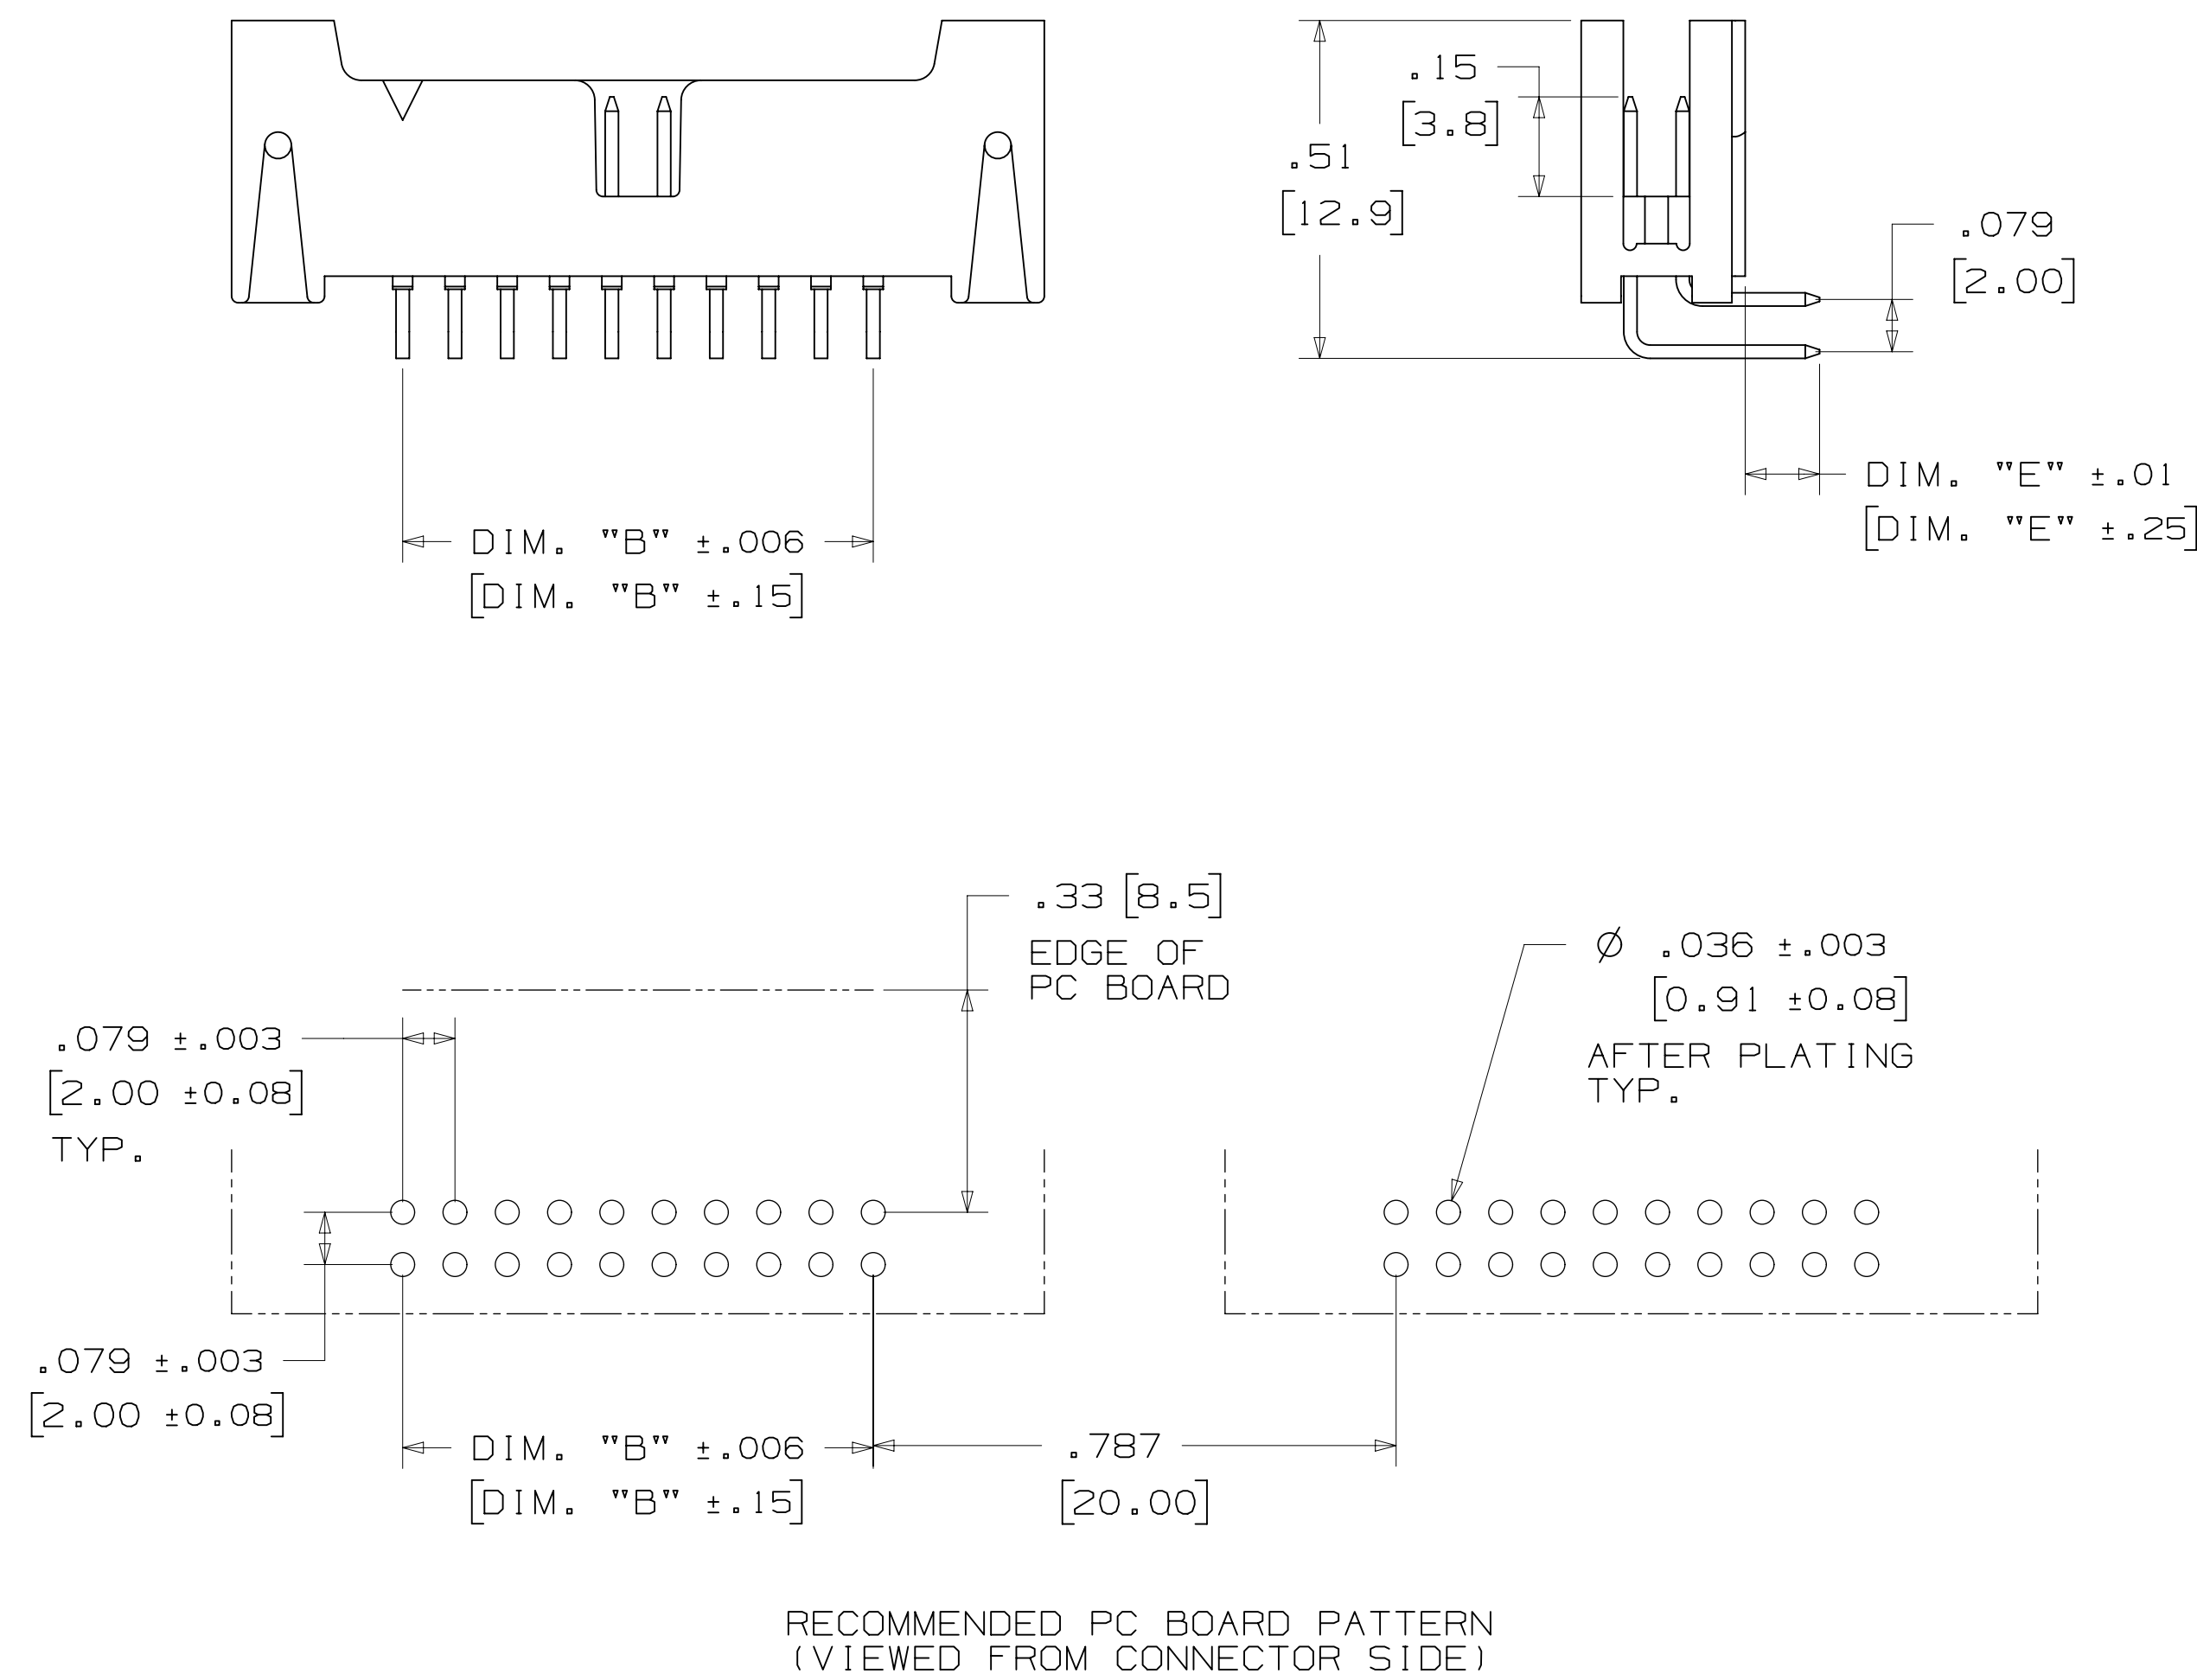 .15
[3.8]
.51
[12.9]
.079
[2.00]
DIM. "E" ±.01
[DIM. "E" ±.25]
DIM. "B" ±.006
[DIM. "B" ±.15]
.33 [8.5]
EDGE OF
PC BOARD
Ø .036 ±.003
[0.91 ±0.08]
AFTER PLATING
TYP.
.079 ±.003
[2.00 ±0.08]
TYP.
.079 ±.003
[2.00 ±0.08]
DIM. "B" ±.006
[DIM. "B" ±.15]
.787
[20.00]
RECOMMENDED PC BOARD PATTERN
(VIEWED FROM CONNECTOR SIDE)